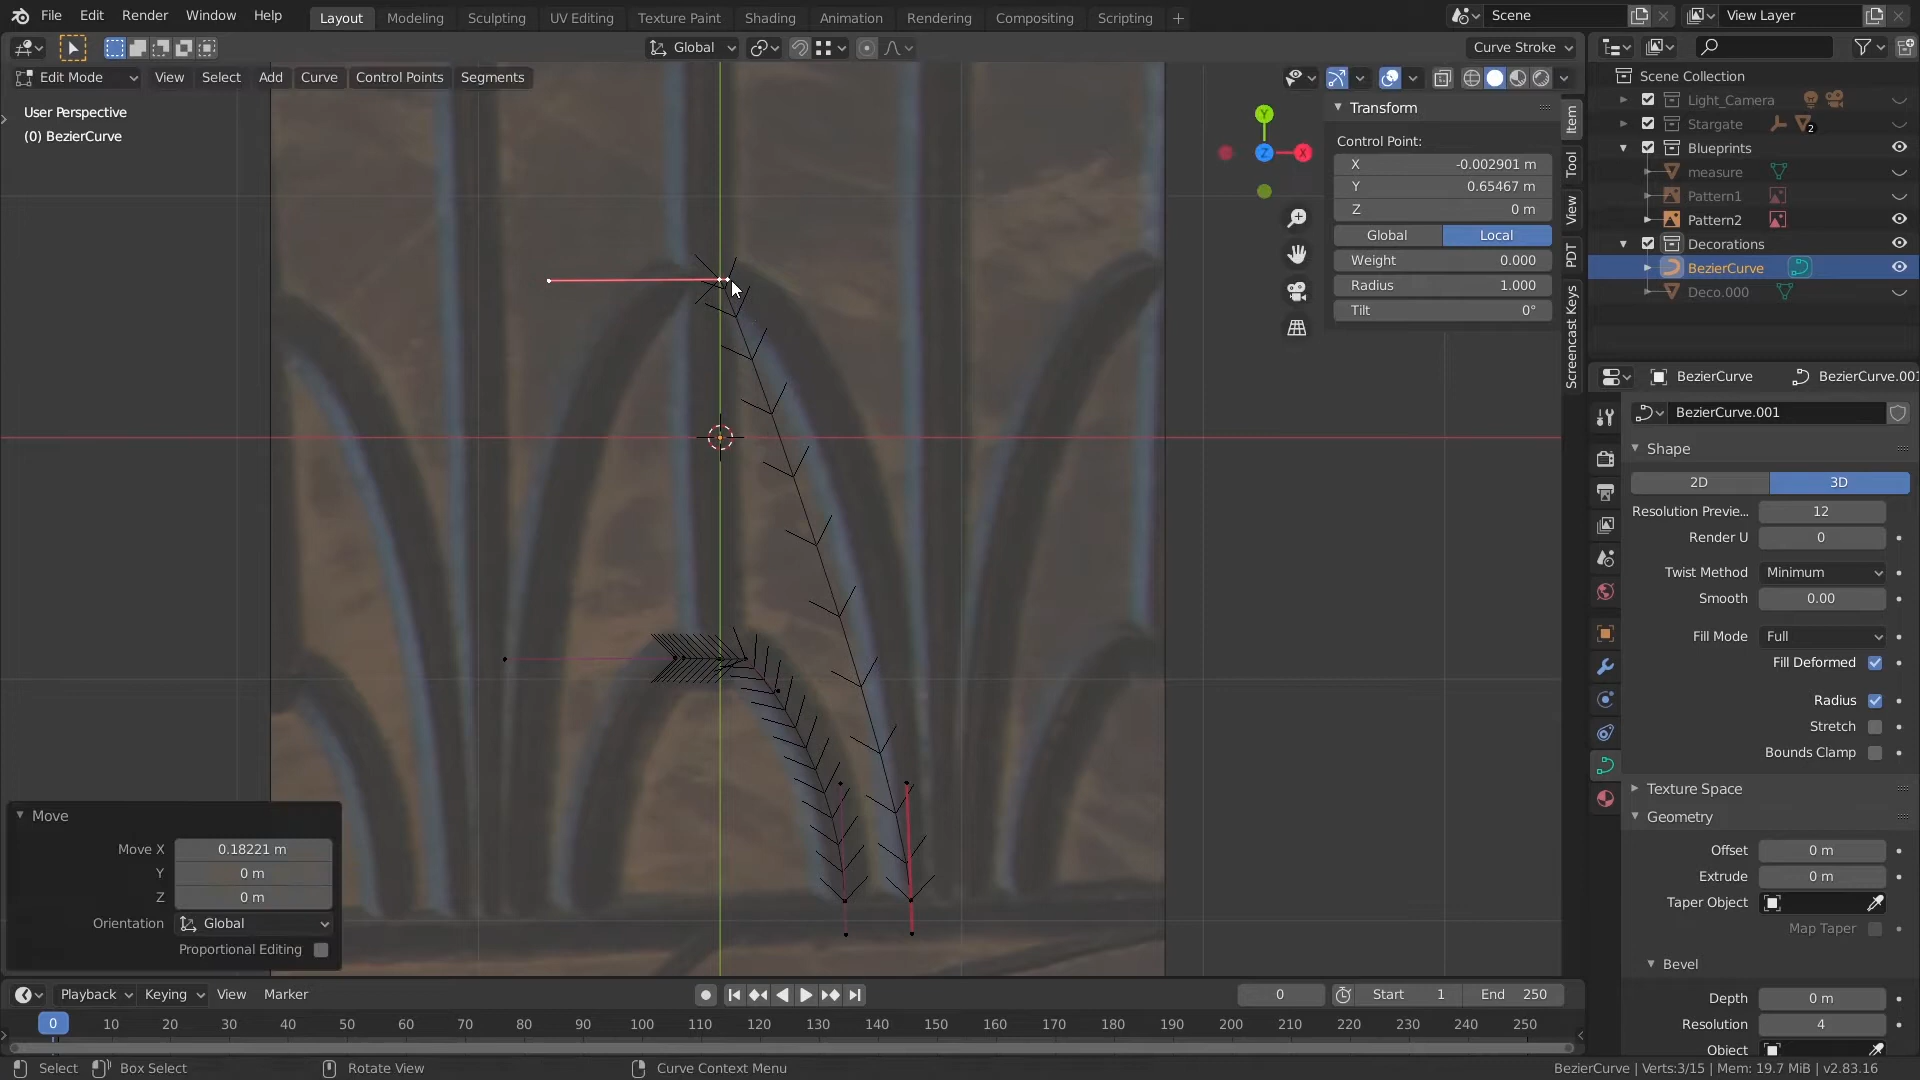 File Edit Render Window Help Layout Modeling Sculpting UV Editing Texture Paint Shading Animation Rendering Compositing Scripting + Scene View Layer
Global Curve Stroke
Edit Mode View Select Add Curve Control Points Segments
User Perspective
(0) BezierCurve
Y
Z
X
Transform
Control Point:
X -0.002901 m
Y 0.65467 m
Z 0 m
Global Local
Weight 0.000
Radius 1.000
Tilt 0°
Item
Tool
View
PDT
Screencast Keys
Scene Collection
Light_Camera
Stargate 2
Blueprints
measure
Pattern1
Pattern2
Decorations
BezierCurve
Deco.000
BezierCurve BezierCurve.001
BezierCurve.001
Shape
2D 3D
Resolution Previe... 12
Render U 0
Twist Method Minimum
Smooth 0.00
Fill Mode Full
Fill Deformed
Radius
Stretch
Bounds Clamp
Texture Space
Geometry
Offset 0 m
Extrude 0 m
Taper Object
Map Taper
Bevel
Depth 0 m
Resolution 4
Object
Move
Move X 0.18221 m
Y 0 m
Z 0 m
Orientation Global
Proportional Editing
Playback Keying View Marker 0 Start 1 End 250
0 10 20 30 40 50 60 70 80 90 100 110 120 130 140 150 160 170 180 190 200 210 220 230 240 250
Select Box Select Rotate View Curve Context Menu BezierCurve | Verts:3/15 | Mem: 19.7 MiB | v2.83.16